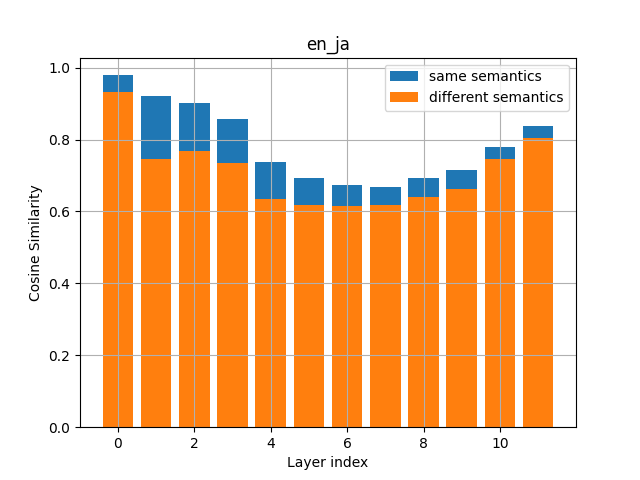 en_ja
same semantics
different semantics
1.0
0.8
0.6
0.4
0.2
0.0
Cosine Similarity
0 2 4 6 8 10
Layer index